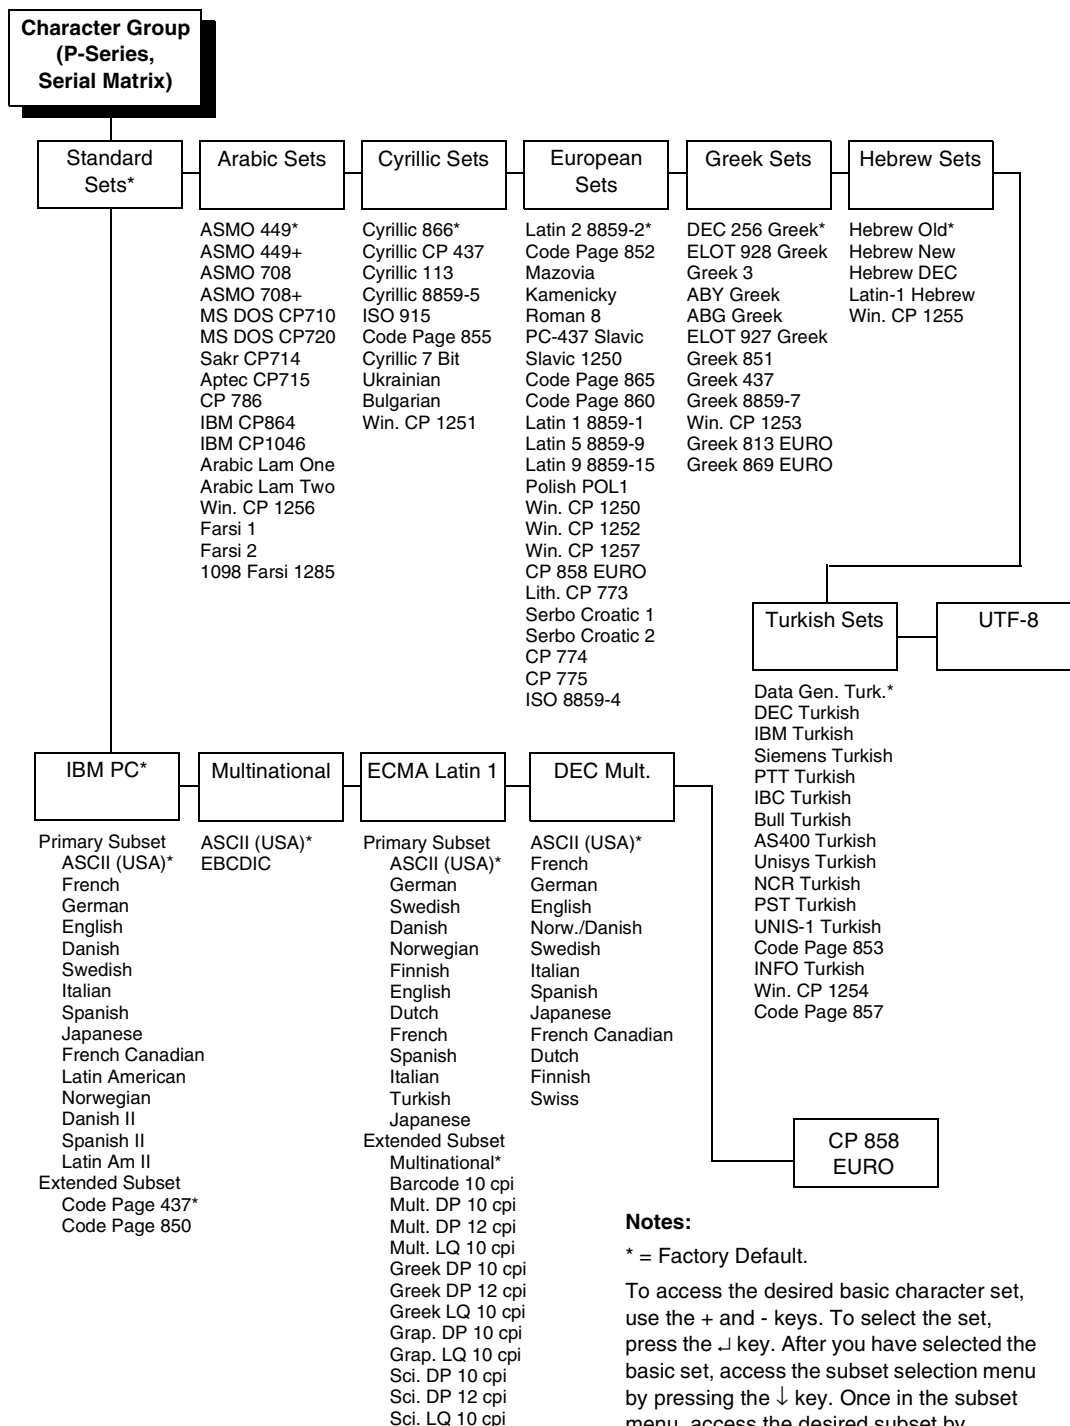 Character Group
(P-Series,
Serial Matrix)
Standard
Sets*
Arabic Sets
Cyrillic Sets
European
Sets
Greek Sets
Hebrew Sets
ASMO 449*
ASMO 449+
ASMO 708
ASMO 708+
MS DOS CP710
MS DOS CP720
Sakr CP714
Aptec CP715
CP 786
IBM CP864
IBM CP1046
Arabic Lam One
Arabic Lam Two
Win. CP 1256
Farsi 1
Farsi 2
1098 Farsi 1285
Cyrillic 866*
Cyrillic CP 437
Cyrillic 113
Cyrillic 8859-5
ISO 915
Code Page 855
Cyrillic 7 Bit
Ukrainian
Bulgarian
Win. CP 1251
Latin 2 8859-2*
Code Page 852
Mazovia
Kamenicky
Roman 8
PC-437 Slavic
Slavic 1250
Code Page 865
Code Page 860
Latin 1 8859-1
Latin 5 8859-9
Latin 9 8859-15
Polish POL1
Win. CP 1250
Win. CP 1252
Win. CP 1257
CP 858 EURO
Lith. CP 773
Serbo Croatic 1
Serbo Croatic 2
CP 774
CP 775
ISO 8859-4
DEC 256 Greek*
ELOT 928 Greek
Greek 3
ABY Greek
ABG Greek
ELOT 927 Greek
Greek 851
Greek 437
Greek 8859-7
Win. CP 1253
Greek 813 EURO
Greek 869 EURO
Hebrew Old*
Hebrew New
Hebrew DEC
Latin-1 Hebrew
Win. CP 1255
Turkish Sets
UTF-8
Data Gen. Turk.*
DEC Turkish
IBM Turkish
Siemens Turkish
PTT Turkish
IBC Turkish
Bull Turkish
AS400 Turkish
Unisys Turkish
NCR Turkish
PST Turkish
UNIS-1 Turkish
Code Page 853
INFO Turkish
Win. CP 1254
Code Page 857
IBM PC*
Multinational
ECMA Latin 1
DEC Mult.
Primary Subset
ASCII (USA)*
French
German
English
Danish
Swedish
Italian
Spanish
Japanese
French Canadian
Latin American
Norwegian
Danish II
Spanish II
Latin Am II
Extended Subset
Code Page 437*
Code Page 850
ASCII (USA)*
EBCDIC
Primary Subset
ASCII (USA)*
German
Swedish
Danish
Norwegian
Finnish
English
Dutch
French
Spanish
Italian
Turkish
Japanese
Extended Subset
Multinational*
Barcode 10 cpi
Mult. DP 10 cpi
Mult. DP 12 cpi
Mult. LQ 10 cpi
Greek DP 10 cpi
Greek DP 12 cpi
Greek LQ 10 cpi
Grap. DP 10 cpi
Grap. LQ 10 cpi
Sci. DP 10 cpi
Sci. DP 12 cpi
Sci. LQ 10 cpi
ASCII (USA)*
French
German
English
Norw./Danish
Swedish
Italian
Spanish
Japanese
French Canadian
Dutch
Finnish
Swiss
CP 858
EURO
Notes:
* = Factory Default.
To access the desired basic character set,
use the + and - keys. To select the set,
press the ↵ key. After you have selected the
basic set, access the subset selection menu
by pressing the ↓ key. Once in the subset
menu, access the desired subset by